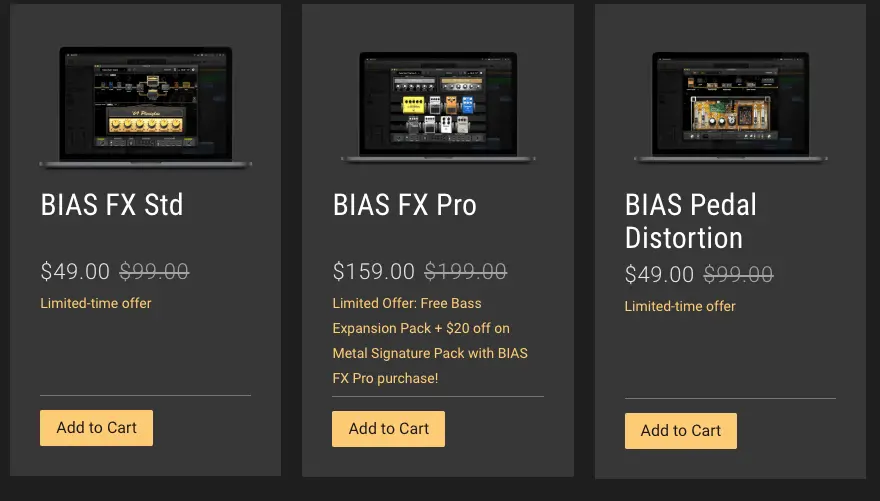 BIAS FX Std
$49.00 $99.00
Limited-time offer
Add to Cart
BIAS FX Pro
$159.00 $199.00
Limited Offer: Free Bass
Expansion Pack + $20 off on
Metal Signature Pack with BIAS
FX Pro purchase!
Add to Cart
BIAS Pedal
Distortion
$49.00 $99.00
Limited-time offer
Add to Cart